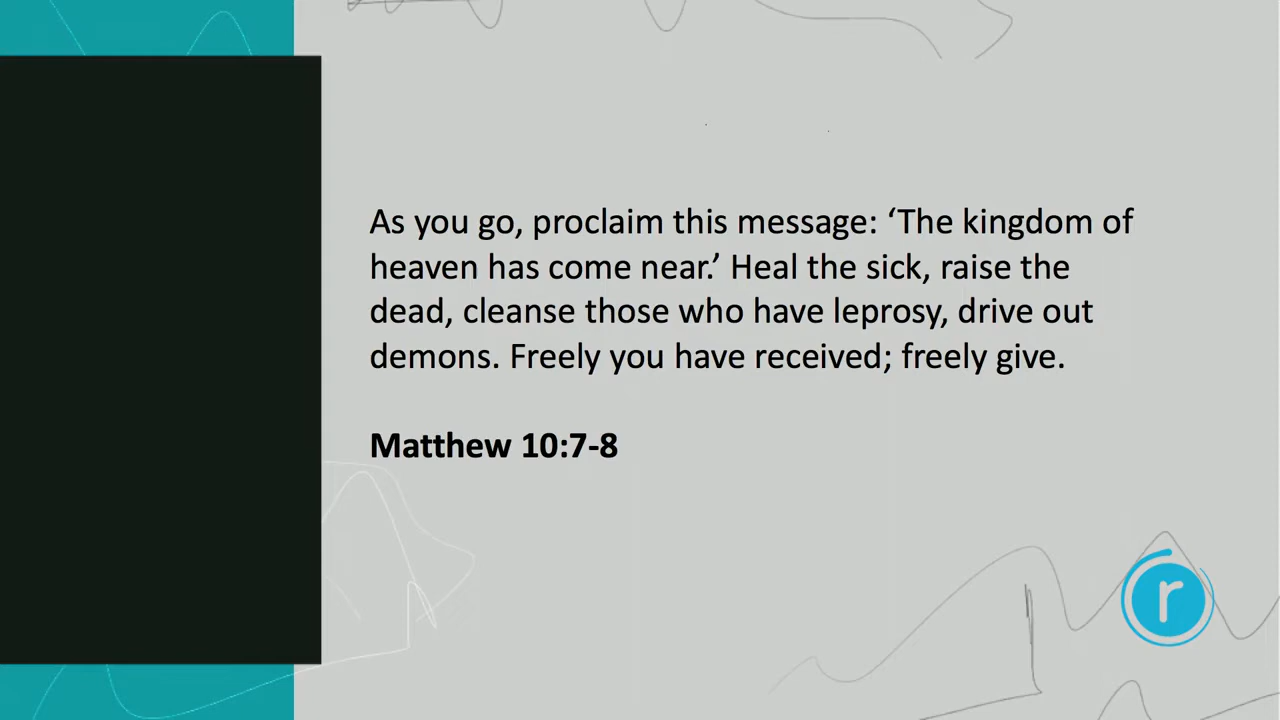 As you go, proclaim this message: ‘The kingdom of
heaven has come near.’ Heal the sick, raise the
dead, cleanse those who have leprosy, drive out
demons. Freely you have received; freely give.
Matthew 10:7-8
r